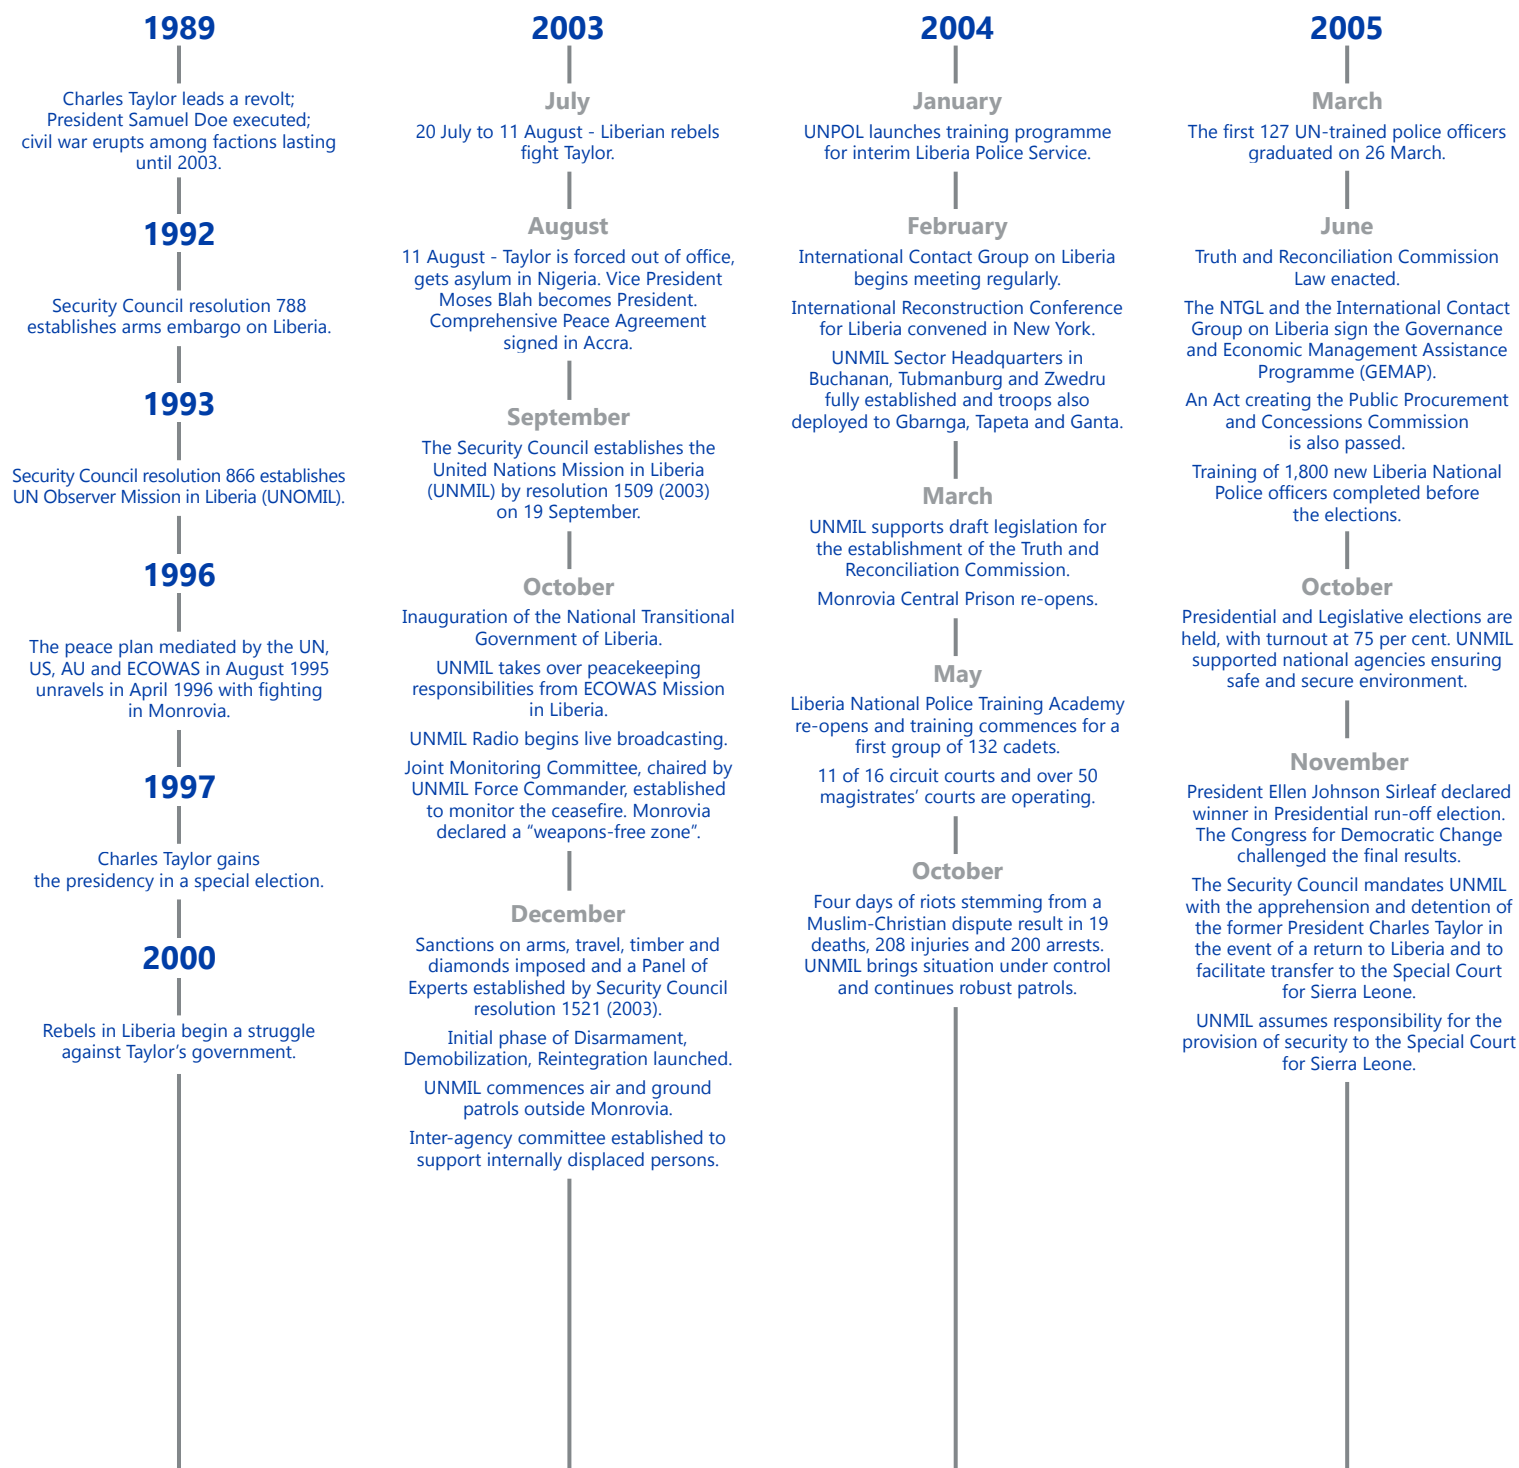 1989
Charles Taylor leads a revolt;
President Samuel Doe executed;
civil war erupts among factions lasting
until 2003.
1992
Security Council resolution 788
establishes arms embargo on Liberia.
1993
Security Council resolution 866 establishes
UN Observer Mission in Liberia (UNOMIL).
1996
The peace plan mediated by the UN,
US, AU and ECOWAS in August 1995
unravels in April 1996 with fighting
in Monrovia.
1997
Charles Taylor gains
the presidency in a special election.
2000
Rebels in Liberia begin a struggle
against Taylor's government.
2003
July
20 July to 11 August - Liberian rebels
fight Taylor.
August
11 August - Taylor is forced out of office,
gets asylum in Nigeria. Vice President
Moses Blah becomes President.
Comprehensive Peace Agreement
signed in Accra.
September
The Security Council establishes the
United Nations Mission in Liberia
(UNMIL) by resolution 1509 (2003)
on 19 September.
October
Inauguration of the National Transitional
Government of Liberia.
UNMIL takes over peacekeeping
responsibilities from ECOWAS Mission
in Liberia.
UNMIL Radio begins live broadcasting.
Joint Monitoring Committee, chaired by
UNMIL Force Commander, established
to monitor the ceasefire. Monrovia
declared a "weapons-free zone".
December
Sanctions on arms, travel, timber and
diamonds imposed and a Panel of
Experts established by Security Council
resolution 1521 (2003).
Initial phase of Disarmament,
Demobilization, Reintegration launched.
UNMIL commences air and ground
patrols outside Monrovia.
Inter-agency committee established to
support internally displaced persons.
2004
January
UNPOL launches training programme
for interim Liberia Police Service.
February
International Contact Group on Liberia
begins meeting regularly.
International Reconstruction Conference
for Liberia convened in New York.
UNMIL Sector Headquarters in
Buchanan, Tubmanburg and Zwedru
fully established and troops also
deployed to Gbarnga, Tapeta and Ganta.
March
UNMIL supports draft legislation for
the establishment of the Truth and
Reconciliation Commission.
Monrovia Central Prison re-opens.
May
Liberia National Police Training Academy
re-opens and training commences for a
first group of 132 cadets.
11 of 16 circuit courts and over 50
magistrates' courts are operating.
October
Four days of riots stemming from a
Muslim-Christian dispute result in 19
deaths, 208 injuries and 200 arrests.
UNMIL brings situation under control
and continues robust patrols.
2005
March
The first 127 UN-trained police officers
graduated on 26 March.
June
Truth and Reconciliation Commission
Law enacted.
The NTGL and the International Contact
Group on Liberia sign the Governance
and Economic Management Assistance
Programme (GEMAP).
An Act creating the Public Procurement
and Concessions Commission
is also passed.
Training of 1,800 new Liberia National
Police officers completed before
the elections.
October
Presidential and Legislative elections are
held, with turnout at 75 per cent. UNMIL
supported national agencies ensuring
safe and secure environment.
November
President Ellen Johnson Sirleaf declared
winner in Presidential run-off election.
The Congress for Democratic Change
challenged the final results.
The Security Council mandates UNMIL
with the apprehension and detention of
the former President Charles Taylor in
the event of a return to Liberia and to
facilitate transfer to the Special Court
for Sierra Leone.
UNMIL assumes responsibility for the
provision of security to the Special Court
for Sierra Leone.